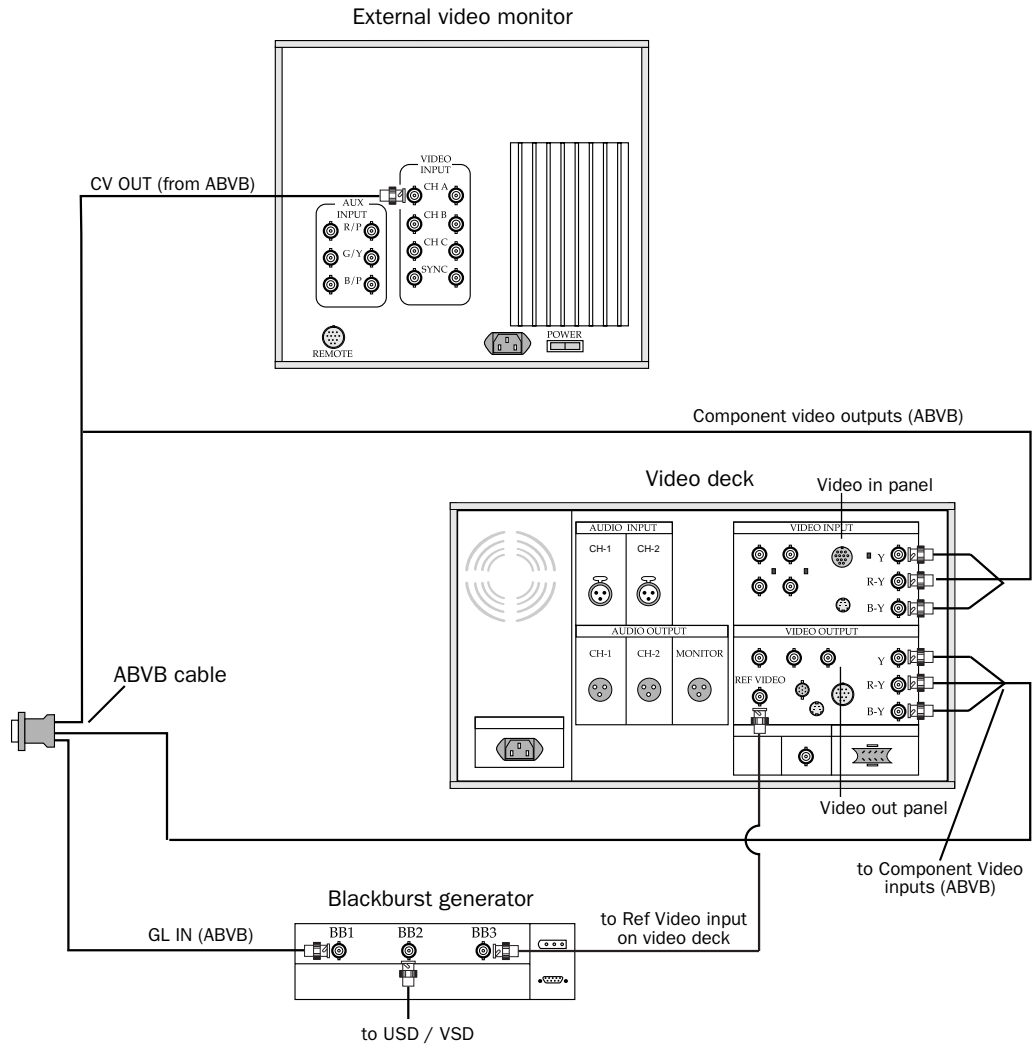 External video monitor
CV OUT (from ABVB)
VIDEO
INPUT
CH A
CH B
CH C
SYNC
AUX
INPUT
R/P
G/Y
B/P
REMOTE
POWER
Component video outputs (ABVB)
Video deck
Video in panel
AUDIO INPUT
CH-1
CH-2
VIDEO INPUT
Y
R-Y
B-Y
AUDIO OUTPUT
CH-1
CH-2
MONITOR
VIDEO OUTPUT
REF VIDEO
Y
R-Y
B-Y
ABVB cable
Video out panel
to Component Video
inputs (ABVB)
Blackburst generator
GL IN (ABVB)
BB1
BB2
BB3
to Ref Video input
on video deck
to USD / VSD